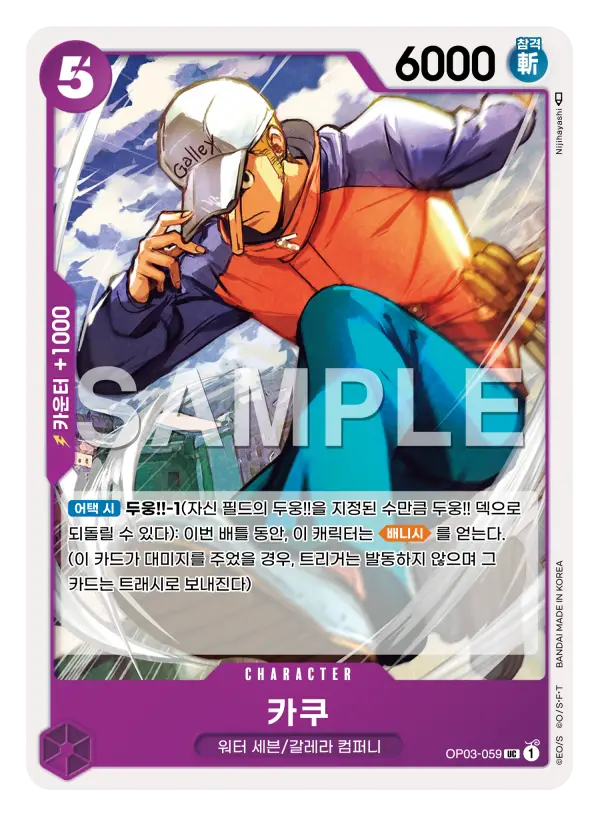 5
6000
참격
斬
Nijihayashi
Galley
카운터 +1000
SAMPLE
어택 시 두웅!!-1(자신 필드의 두웅!!을 지정된 수만큼 두웅!! 덱으로
되돌릴 수 있다): 이번 배틀 동안, 이 캐릭터는 배니시 를 얻는다.
(이 카드가 대미지를 주었을 경우, 트리거는 발동하지 않으며 그
카드는 트래시로 보내진다)
CHARACTER
카쿠
워터 세븐/갈레라 컴퍼니
OP03-059 UC 1
©EO/S ©O/S·F·T BANDAI MADE IN KOREA